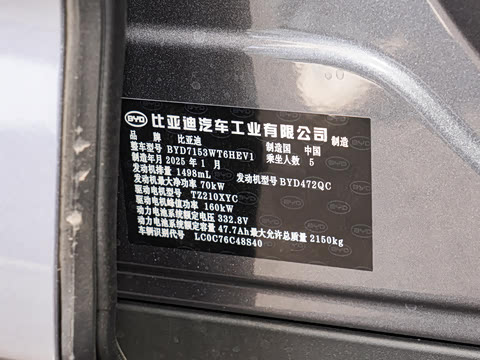 BYD 比亚迪汽车工业有限公司 制造
品 牌 比亚迪 制造国 中国
整车型号 BYD7153WT6HEV1 乘坐人数 5
制造年月 2025 年 1 月
发动机排量 1498mL
发动机最大净功率 70kW 发动机型号 BYD472QC
驱动电机型号 TZ210XYC
驱动电机峰值功率 160kW
动力电池系统额定电压 332.8V
动力电池系统额定容量 47.7Ah 最大允许总质量 2150kg
车辆识别代号 LC0C76C48S40